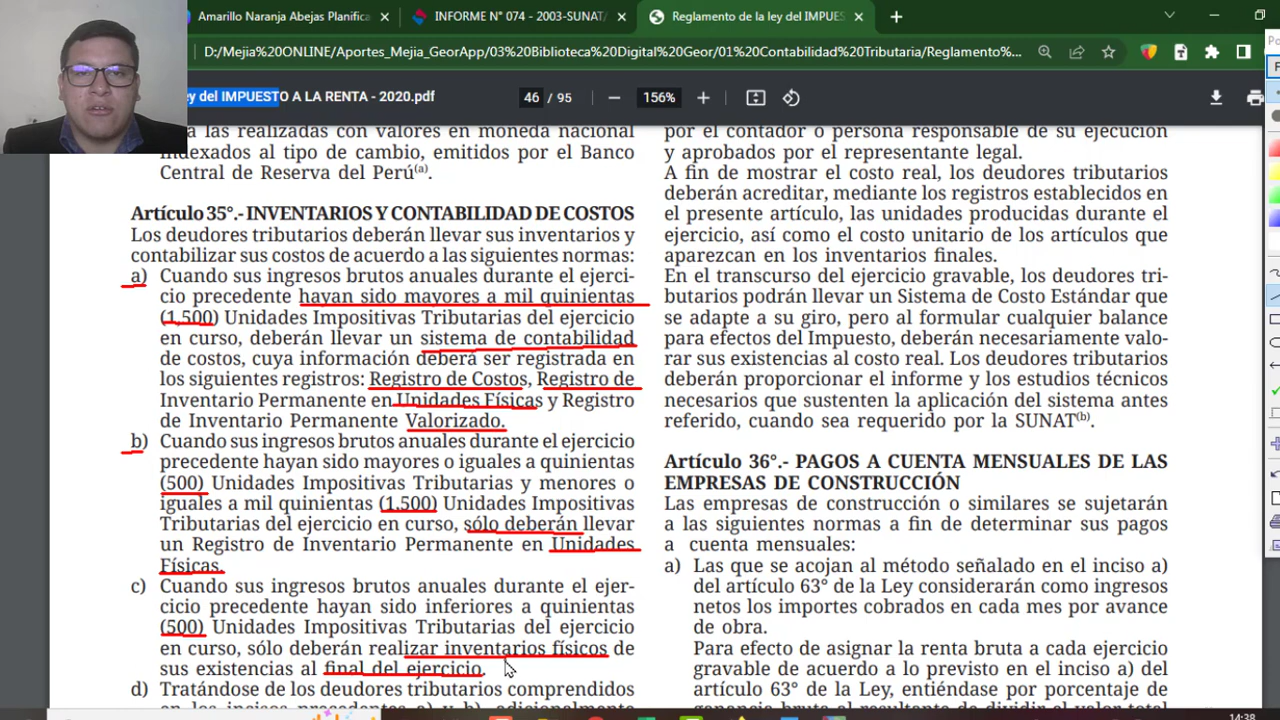 Amarillo Naranja Abejas Planifica
INFORME N° 074 - 2003-SUNAT/
Reglamento de la ley del IMPUES
D:/Mejia%20ONLINE/Aportes_Mejia_GeorApp/03%20Biblioteca%20Digital%20Geor/01%20Contabilidad%20Tributaria/Reglamento%...
ey del IMPUESTO A LA RENTA - 2020.pdf
46 / 95
156%
a las realizadas con valores en moneda nacional
indexados al tipo de cambio, emitidos por el Banco
Central de Reserva del Perú(a).
Artículo 35°.- INVENTARIOS Y CONTABILIDAD DE COSTOS
Los deudores tributarios deberán llevar sus inventarios y
contabilizar sus costos de acuerdo a las siguientes normas:
a) Cuando sus ingresos brutos anuales durante el ejerci-
cio precedente hayan sido mayores a mil quinientas
(1,500) Unidades Impositivas Tributarias del ejercicio
en curso, deberán llevar un sistema de contabilidad
de costos, cuya información deberá ser registrada en
los siguientes registros: Registro de Costos, Registro de
Inventario Permanente en Unidades Físicas y Registro
de Inventario Permanente Valorizado.
b) Cuando sus ingresos brutos anuales durante el ejercicio
precedente hayan sido mayores o iguales a quinientas
(500) Unidades Impositivas Tributarias y menores o
iguales a mil quinientas (1,500) Unidades Impositivas
Tributarias del ejercicio en curso, sólo deberán llevar
un Registro de Inventario Permanente en Unidades
Físicas.
c) Cuando sus ingresos brutos anuales durante el ejer-
cicio precedente hayan sido inferiores a quinientas
(500) Unidades Impositivas Tributarias del ejercicio
en curso, sólo deberán realizar inventarios físicos de
sus existencias al final del ejercicio.
d) Tratándose de los deudores tributarios comprendidos
en los incisos precedentes a) y b), adicionalmente
por el contador o persona responsable de su ejecución
y aprobados por el representante legal.
A fin de mostrar el costo real, los deudores tributarios
deberán acreditar, mediante los registros establecidos en
el presente artículo, las unidades producidas durante el
ejercicio, así como el costo unitario de los artículos que
aparezcan en los inventarios finales.
En el transcurso del ejercicio gravable, los deudores tri-
butarios podrán llevar un Sistema de Costo Estándar que
se adapte a su giro, pero al formular cualquier balance
para efectos del Impuesto, deberán necesariamente valo-
rar sus existencias al costo real. Los deudores tributarios
deberán proporcionar el informe y los estudios técnicos
necesarios que sustenten la aplicación del sistema antes
referido, cuando sea requerido por la SUNAT(b).
Artículo 36°.- PAGOS A CUENTA MENSUALES DE LAS
EMPRESAS DE CONSTRUCCIÓN
Las empresas de construcción o similares se sujetarán
a las siguientes normas a fin de determinar sus pagos
a cuenta mensuales:
a) Las que se acojan al método señalado en el inciso a)
del artículo 63° de la Ley considerarán como ingresos
netos los importes cobrados en cada mes por avance
de obra.
Para efecto de asignar la renta bruta a cada ejercicio
gravable de acuerdo a lo previsto en el inciso a) del
artículo 63° de la Ley, entiéndase por porcentaje de
ganancia bruta al resultante de dividir el valor total
14:38